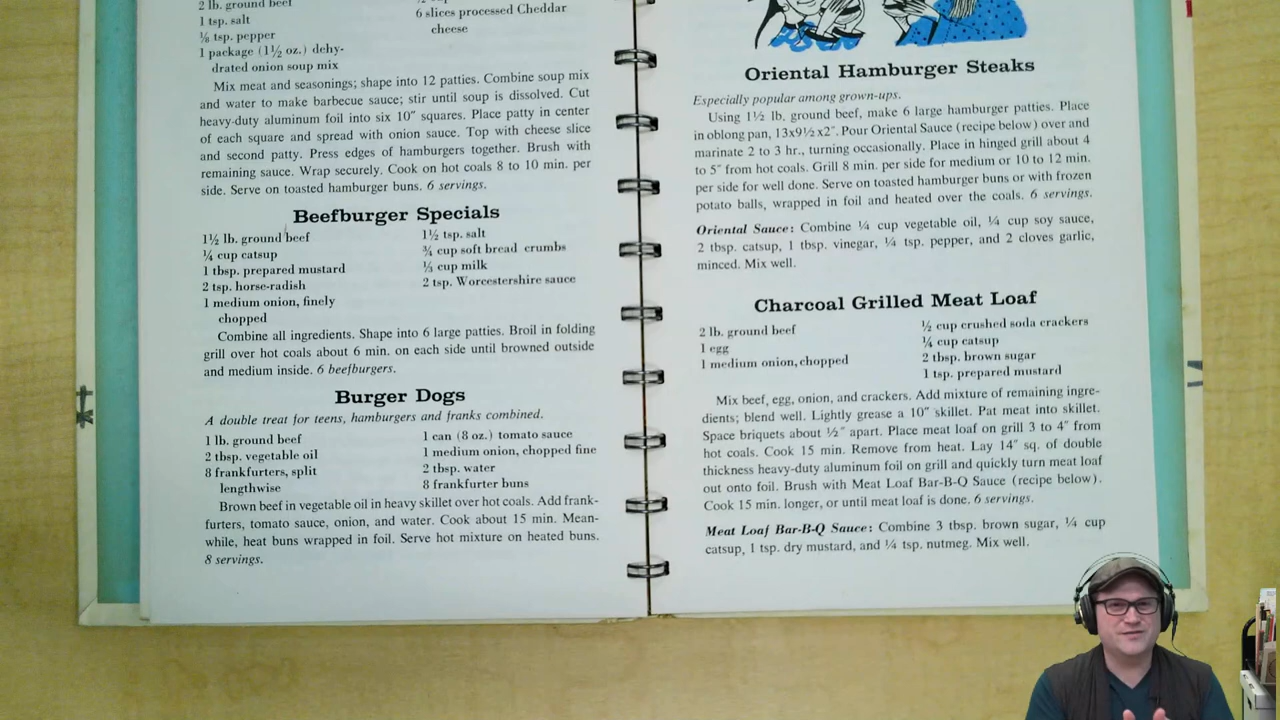 2 lb. ground beef
1 tsp. salt
⅛ tsp. pepper
1 package (1½ oz.) dehy-
drated onion soup mix
6 slices processed Cheddar
cheese
Mix meat and seasonings; shape into 12 patties. Combine soup mix
and water to make barbecue sauce; stir until soup is dissolved. Cut
heavy-duty aluminum foil into six 10″ squares. Place patty in center
of each square and spread with onion sauce. Top with cheese slice
and second patty. Press edges of hamburgers together. Brush with
remaining sauce. Wrap securely. Cook on hot coals 8 to 10 min. per
side. Serve on toasted hamburger buns. 6 servings.
Beefburger Specials
1½ lb. ground beef
¼ cup catsup
1 tbsp. prepared mustard
2 tsp. horse-radish
1 medium onion, finely
chopped
1½ tsp. salt
¾ cup soft bread crumbs
⅓ cup milk
2 tsp. Worcestershire sauce
Combine all ingredients. Shape into 6 large patties. Broil in folding
grill over hot coals about 6 min. on each side until browned outside
and medium inside. 6 beefburgers.
Burger Dogs
A double treat for teens, hamburgers and franks combined.
1 lb. ground beef
2 tbsp. vegetable oil
8 frankfurters, split
lengthwise
1 can (8 oz.) tomato sauce
1 medium onion, chopped fine
2 tbsp. water
8 frankfurter buns
Brown beef in vegetable oil in heavy skillet over hot coals. Add frank-
furters, tomato sauce, onion, and water. Cook about 15 min. Mean-
while, heat buns wrapped in foil. Serve hot mixture on heated buns.
8 servings.
Oriental Hamburger Steaks
Especially popular among grown-ups.
Using 1½ lb. ground beef, make 6 large hamburger patties. Place
in oblong pan, 13x9½x2″. Pour Oriental Sauce (recipe below) over and
marinate 2 to 3 hr., turning occasionally. Place in hinged grill about 4
to 5″ from hot coals. Grill 8 min. per side for medium or 10 to 12 min.
per side for well done. Serve on toasted hamburger buns or with frozen
potato balls, wrapped in foil and heated over the coals. 6 servings.
Oriental Sauce: Combine ¼ cup vegetable oil, ¼ cup soy sauce,
2 tbsp. catsup, 1 tbsp. vinegar, ¼ tsp. pepper, and 2 cloves garlic,
minced. Mix well.
Charcoal Grilled Meat Loaf
2 lb. ground beef
1 egg
1 medium onion, chopped
½ cup crushed soda crackers
¼ cup catsup
2 tbsp. brown sugar
1 tsp. prepared mustard
Mix beef, egg, onion, and crackers. Add mixture of remaining ingre-
dients; blend well. Lightly grease a 10″ skillet. Pat meat into skillet.
Space briquets about ½″ apart. Place meat loaf on grill 3 to 4″ from
hot coals. Cook 15 min. Remove from heat. Lay 14″ sq. of double
thickness heavy-duty aluminum foil on grill and quickly turn meat loaf
out onto foil. Brush with Meat Loaf Bar-B-Q Sauce (recipe below).
Cook 15 min. longer, or until meat loaf is done. 6 servings.
Meat Loaf Bar-B-Q Sauce: Combine 3 tbsp. brown sugar, ¼ cup
catsup, 1 tsp. dry mustard, and ¼ tsp. nutmeg. Mix well.